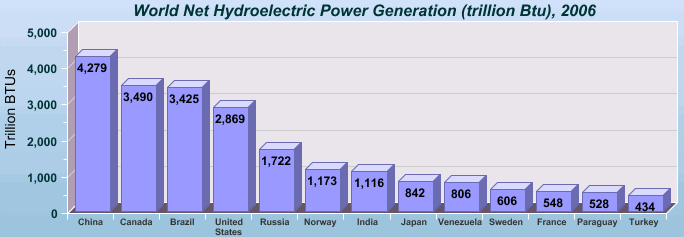 World Net Hydroelectric Power Generation (trillion Btu), 2006
Trillion BTUs
5,000
4,000
3,000
2,000
1,000
0
4,279
3,490
3,425
2,869
1,722
1,173
1,116
842
806
606
548
528
434
China
Canada
Brazil
United
States
Russia
Norway
India
Japan
Venezuela
Sweden
France
Paraguay
Turkey